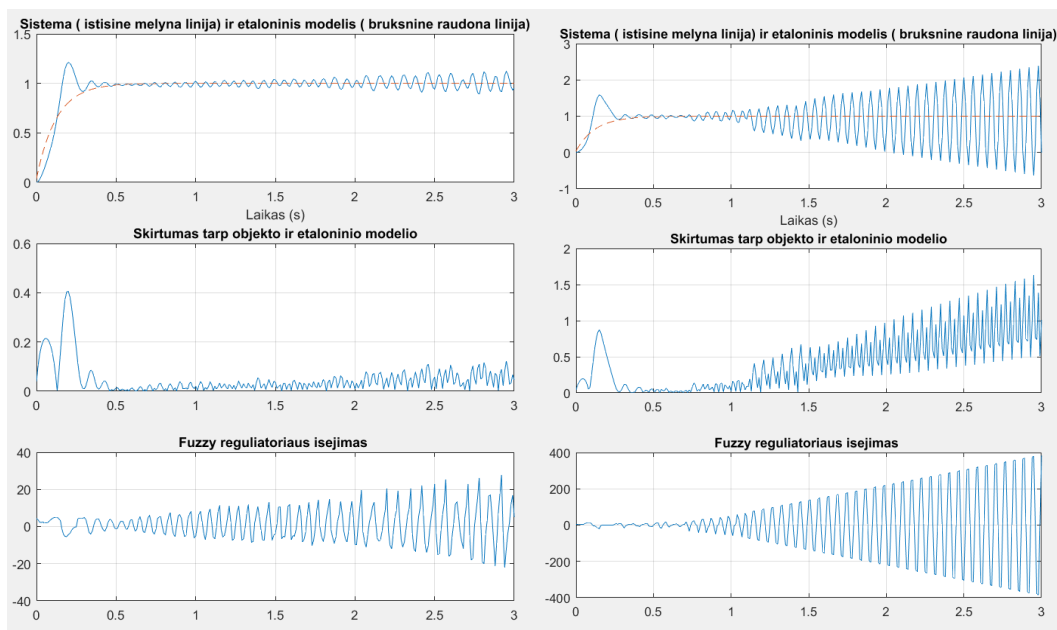 Sistema ( istisine melyna linija) ir etaloninis modelis ( bruksnine raudona linija)
1.5
1
0.5
0
0 0.5 1 1.5 2 2.5 3
Laikas (s)
Skirtumas tarp objekto ir etaloninio modelio
0.6
0.4
0.2
0
0 0.5 1 1.5 2 2.5 3
Fuzzy reguliatoriaus isejimas
40
20
0
-20
-40
0 0.5 1 1.5 2 2.5 3
Sistema ( istisine melyna linija) ir etaloninis modelis ( bruksnine raudona linija)
3
2
1
0
-1
0 0.5 1 1.5 2 2.5 3
Laikas (s)
Skirtumas tarp objekto ir etaloninio modelio
2
1.5
1
0.5
0
0 0.5 1 1.5 2 2.5 3
Fuzzy reguliatoriaus isejimas
400
200
0
-200
-400
0 0.5 1 1.5 2 2.5 3